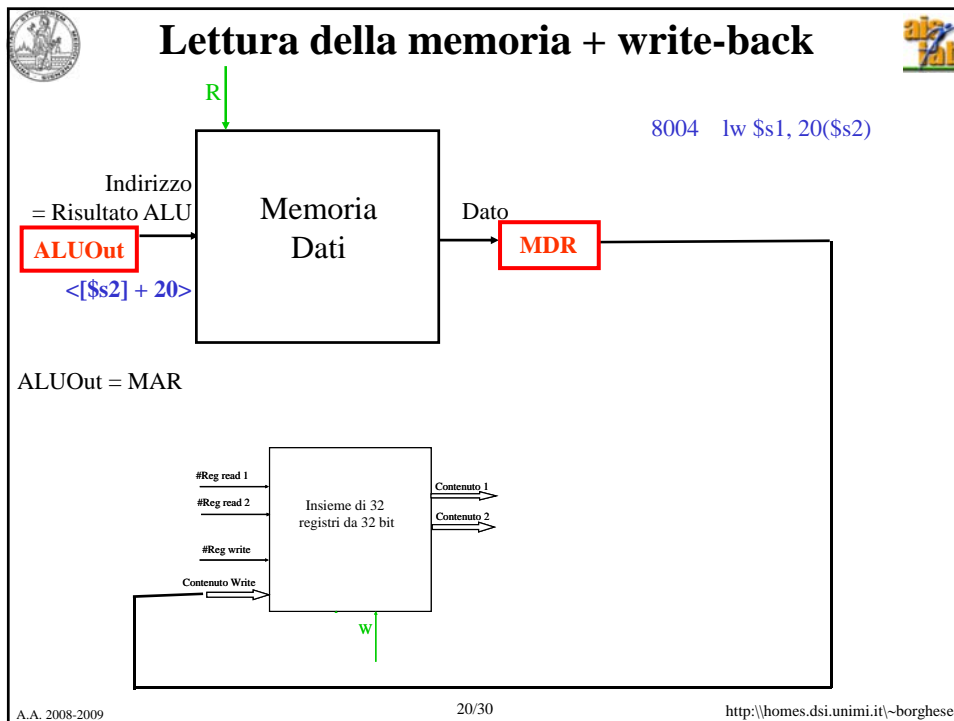 Lettura della memoria + write-back
R
8004 lw $s1, 20($s2)
Indirizzo
= Risultato ALU
ALUOut
<[$s2] + 20>
Memoria
Dati
Dato
MDR
ALUOut = MAR
#Reg read 1
#Reg read 2
#Reg write
Contenuto Write
Insieme di 32
registri da 32 bit
Contenuto 1
Contenuto 2
W
A.A. 2008-2009
20/30
http:\\homes.dsi.unimi.it\~borghese